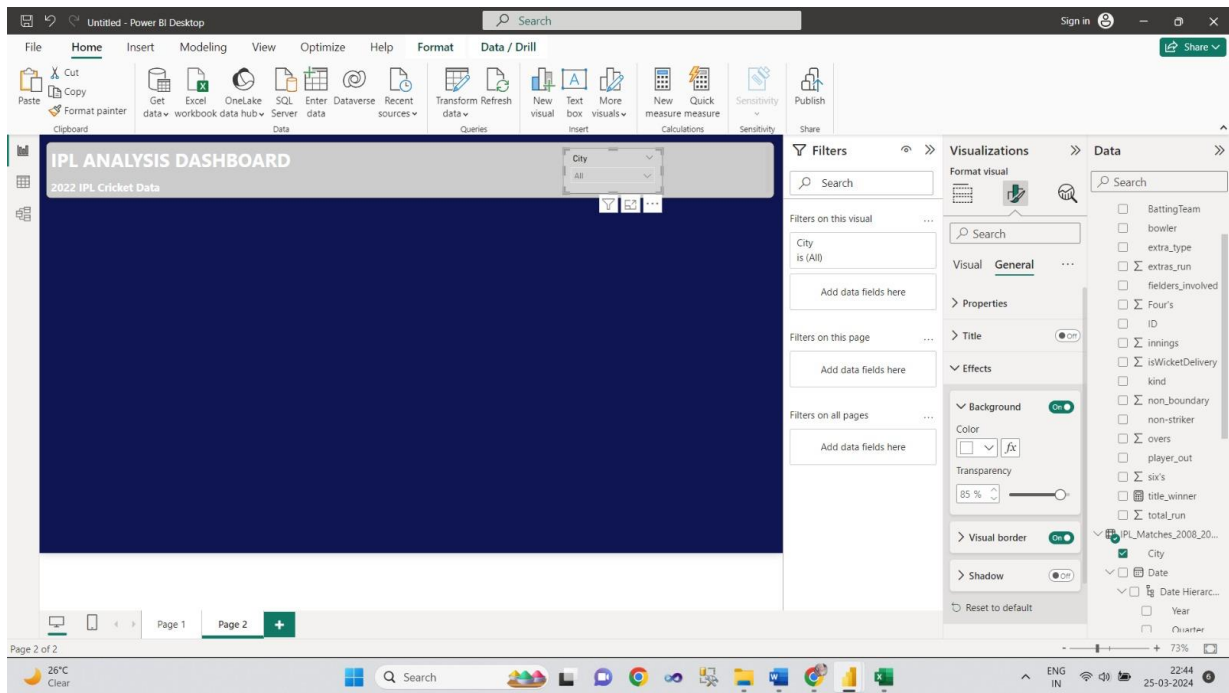 Untitled - Power BI Desktop
Search
Sign in
File Home Insert Modeling View Optimize Help Format Data / Drill
Share
Paste
Cut
Copy
Format painter
Clipboard
Get data
Excel workbook
OneLake data hub
SQL Server
Enter data
Dataverse
Recent sources
Data
Transform data
Refresh
Queries
New visual
Text box
More visuals
Insert
New measure
Quick measure
Calculations
Sensitivity
Sensitivity
Publish
Share
IPL ANALYSIS DASHBOARD
2022 IPL Cricket Data
City
All
Filters
Search
Filters on this visual ...
City
is (All)
Add data fields here
Filters on this page ...
Add data fields here
Filters on all pages ...
Add data fields here
Visualizations
Format visual
Search
Visual General ...
Properties
Title Off
Effects
Background On
Color
fx
Transparency
85 %
Visual border On
Shadow Off
Reset to default
Data
Search
BattingTeam
bowler
extra_type
extras_run
fielders_involved
Four's
ID
innings
isWicketDelivery
kind
non_boundary
non-striker
overs
player_out
six's
title_winner
total_run
IPL_Matches_2008_20...
City
Date
Date Hierarc...
Year
Quarter
Page 1 Page 2 +
Page 2 of 2
- + 73%
26°C
Clear
Search
ENG
IN
22:44
25-03-2024
6